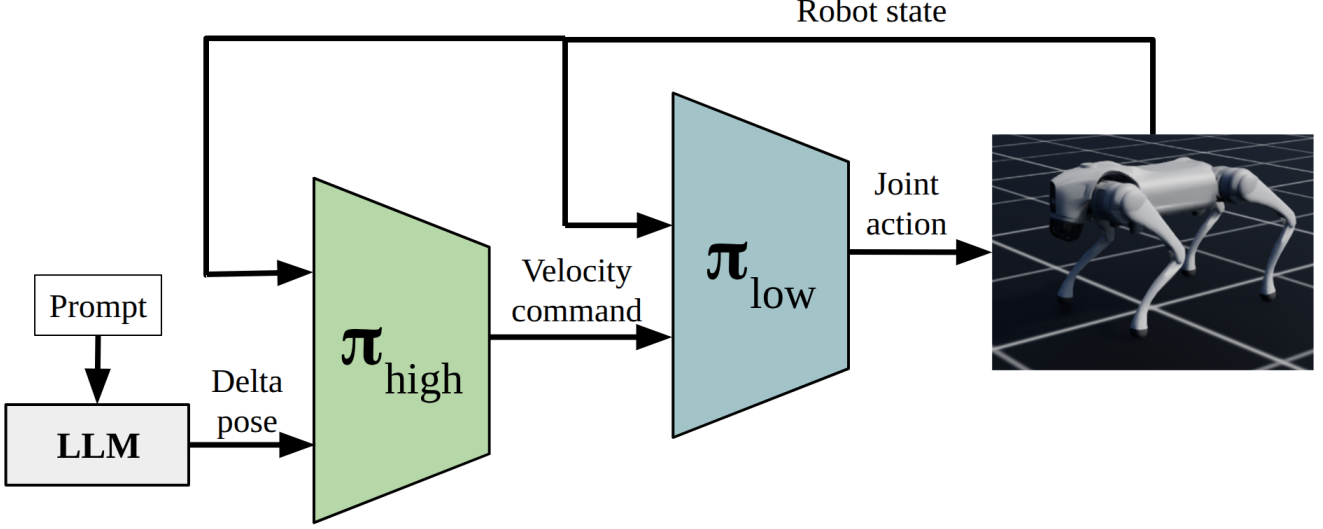 Robot state
Joint
action
π
low
Velocity
command
Prompt
π
high
Delta
pose
LLM